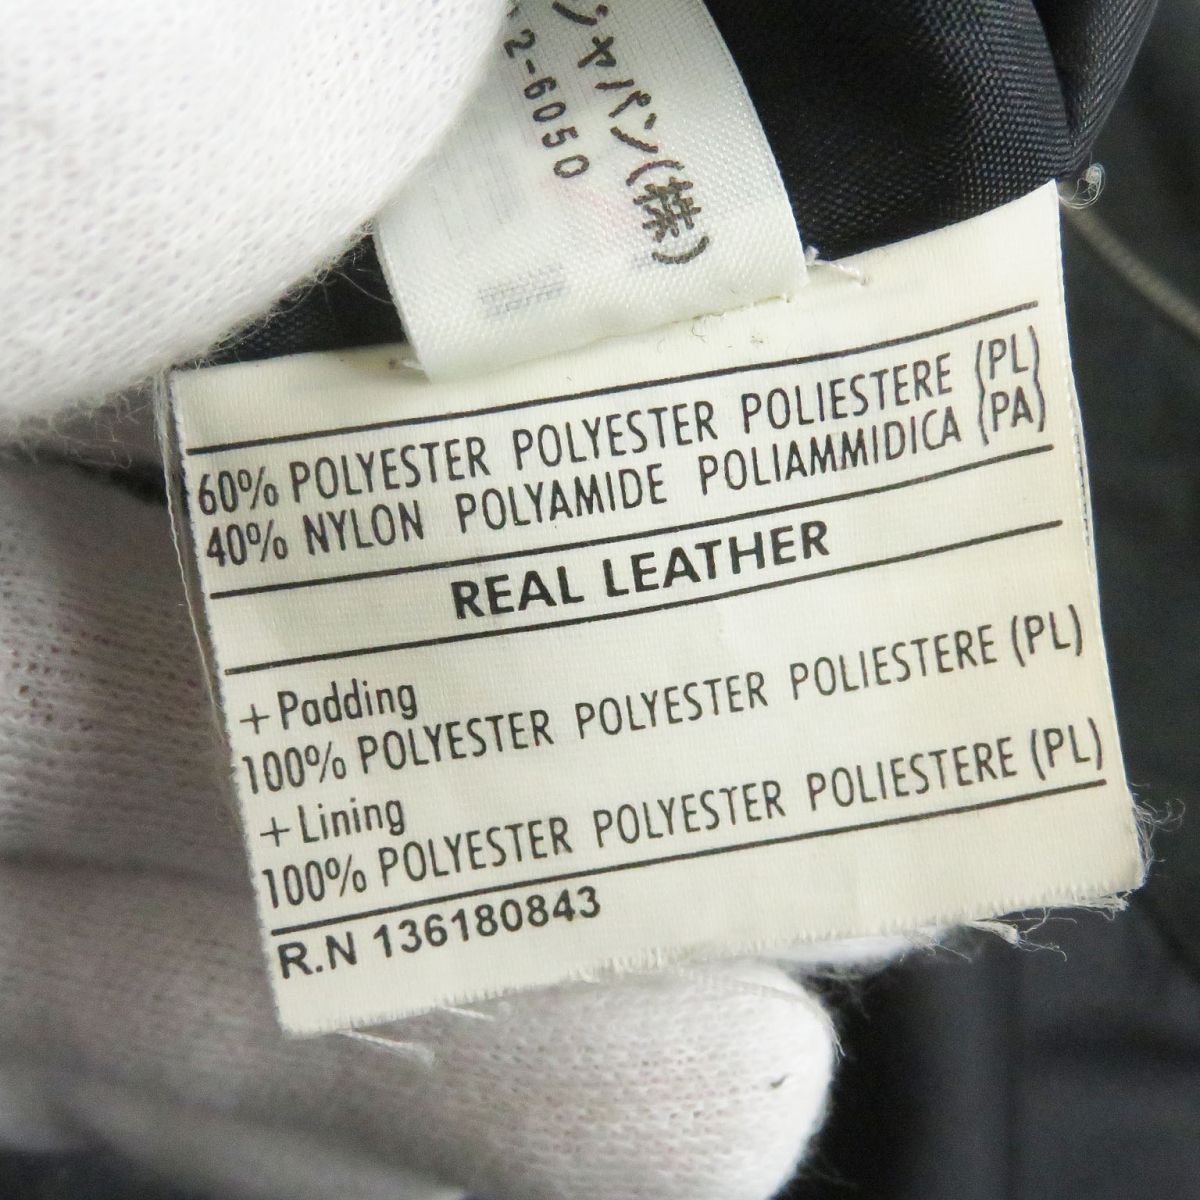 ジャパン(株)
2-6050
60% POLYESTER POLYESTER POLIESTERE (PL)
40% NYLON POLYAMIDE POLIAMMIDICA (PA)
REAL LEATHER
+Padding
100% POLYESTER POLYESTER POLIESTERE (PL)
+Lining
100% POLYESTER POLYESTER POLIESTERE (PL)
R.N 136180843